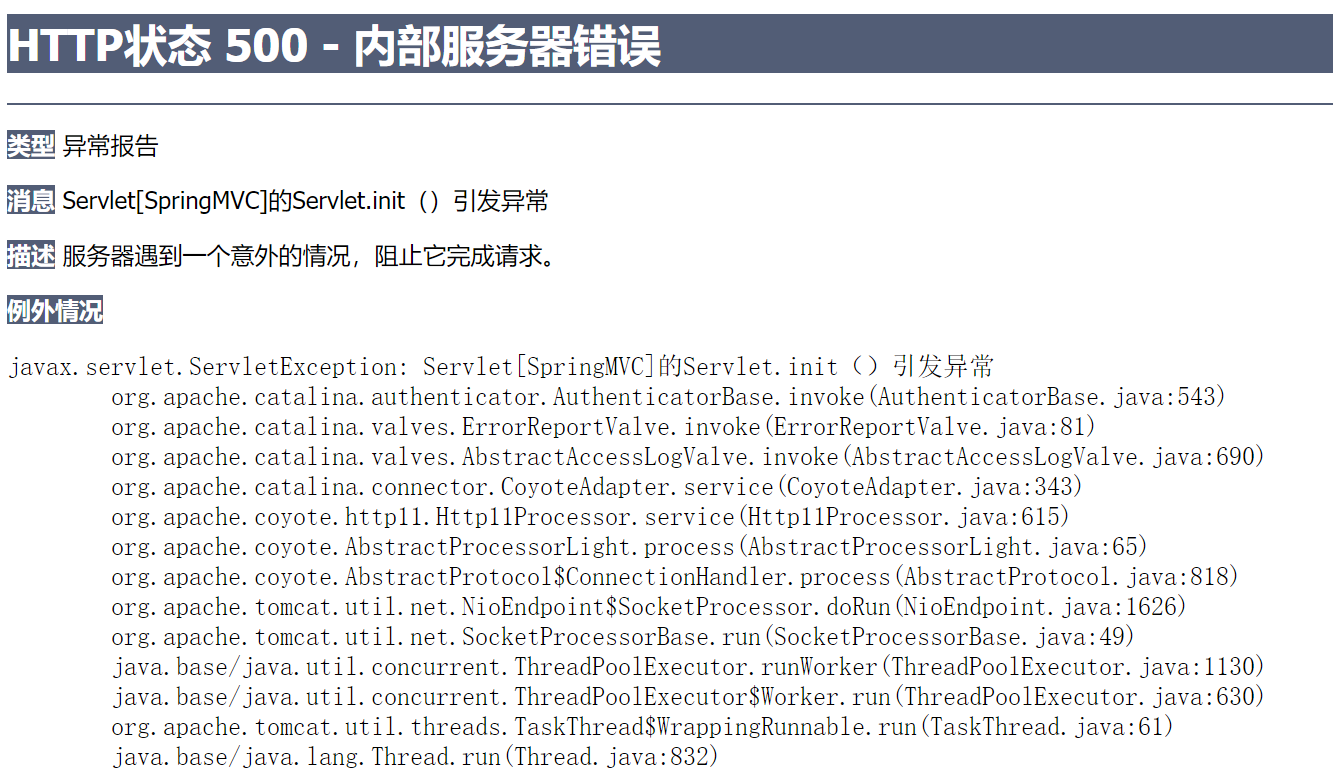 HTTP状态 500 - 内部服务器错误
类型 异常报告
消息 Servlet[SpringMVC]的Servlet.init（）引发异常
描述 服务器遇到一个意外的情况，阻止它完成请求。
例外情况
javax.servlet.ServletException: Servlet[SpringMVC]的Servlet.init（）引发异常
org.apache.catalina.authenticator.AuthenticatorBase.invoke(AuthenticatorBase.java:543)
org.apache.catalina.valves.ErrorReportValve.invoke(ErrorReportValve.java:81)
org.apache.catalina.valves.AbstractAccessLogValve.invoke(AbstractAccessLogValve.java:690)
org.apache.catalina.connector.CoyoteAdapter.service(CoyoteAdapter.java:343)
org.apache.coyote.http11.Http11Processor.service(Http11Processor.java:615)
org.apache.coyote.AbstractProcessorLight.process(AbstractProcessorLight.java:65)
org.apache.coyote.AbstractProtocol$ConnectionHandler.process(AbstractProtocol.java:818)
org.apache.tomcat.util.net.NioEndpoint$SocketProcessor.doRun(NioEndpoint.java:1626)
org.apache.tomcat.util.net.SocketProcessorBase.run(SocketProcessorBase.java:49)
java.base/java.util.concurrent.ThreadPoolExecutor.runWorker(ThreadPoolExecutor.java:1130)
java.base/java.util.concurrent.ThreadPoolExecutor$Worker.run(ThreadPoolExecutor.java:630)
org.apache.tomcat.util.threads.TaskThread$WrappingRunnable.run(TaskThread.java:61)
java.base/java.lang.Thread.run(Thread.java:832)